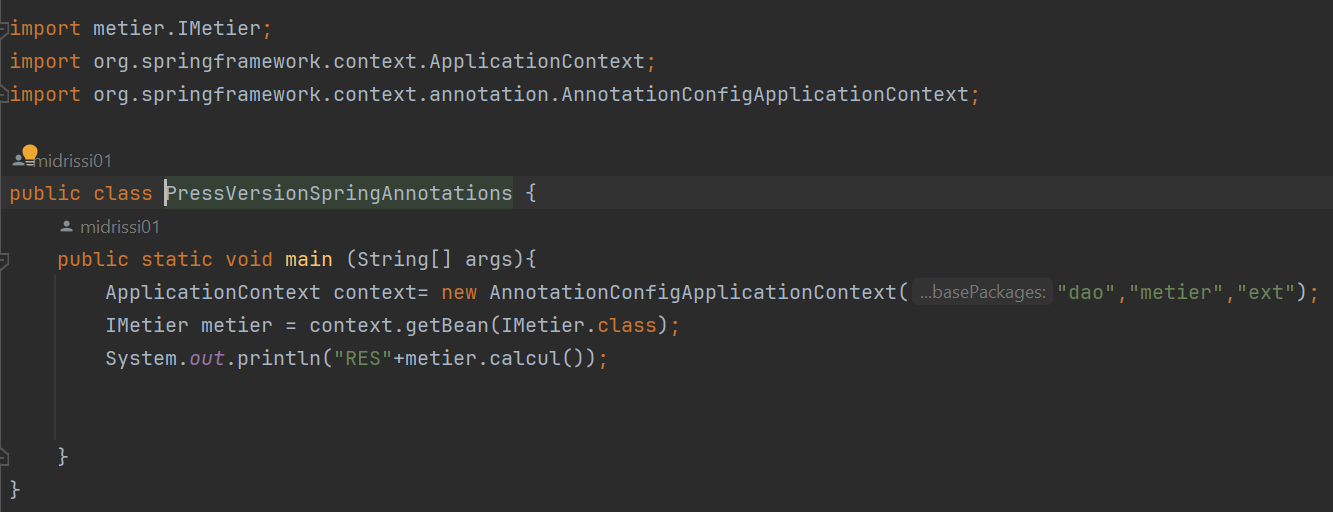 import metier.IMetier;
import org.springframework.context.ApplicationContext;
import org.springframework.context.annotation.AnnotationConfigApplicationContext;
midrissi01
public class PressVersionSpringAnnotations {
midrissi01
public static void main (String[] args){
ApplicationContext context= new AnnotationConfigApplicationContext( ...basePackages: "dao","metier","ext");
IMetier metier = context.getBean(IMetier.class);
System.out.println("RES"+metier.calcul());
}
}